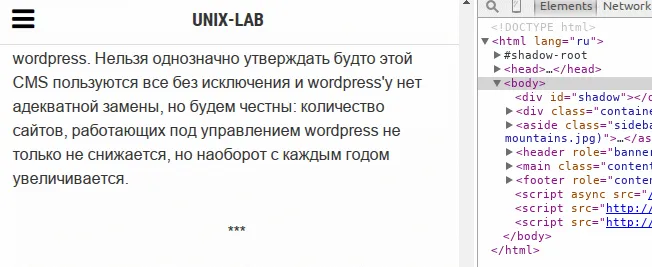 UNIX-LAB
wordpress. Нельзя однозначно утверждать будто этой
CMS пользуются все без исключения и wordpress'у нет
адекватной замены, но будем честны: количество
сайтов, работающих под управлением wordpress не
только не снижается, но наоборот с каждым годом
увеличивается.
***
Elements Network
<!DOCTYPE html>
<html lang="ru">
#shadow-root
<head>…</head>
<body>
<div id="shadow"></
<div class="contain
<aside class="sideba
mountains.jpg)">…</
<header role="banner
<main class="content
<footer role="conten
<script async src="
<script src="http://
<script src="http://
</body>
</html>